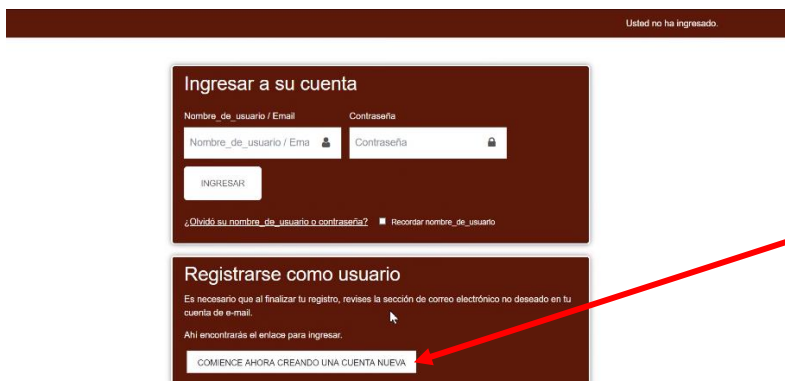 Usted no ha ingresado.
Ingresar a su cuenta
Nombre_de_usuario / Email Contraseña
Nombre_de_usuario / Ema Contraseña
INGRESAR
¿Olvidó su nombre_de_usuario o contraseña? Recordar nombre_de_usuario
Registrarse como usuario
Es necesario que al finalizar tu registro, revises la sección de correo electrónico no deseado en tu
cuenta de e-mail.
Ahí encontrarás el enlace para ingresar.
COMIENCE AHORA CREANDO UNA CUENTA NUEVA